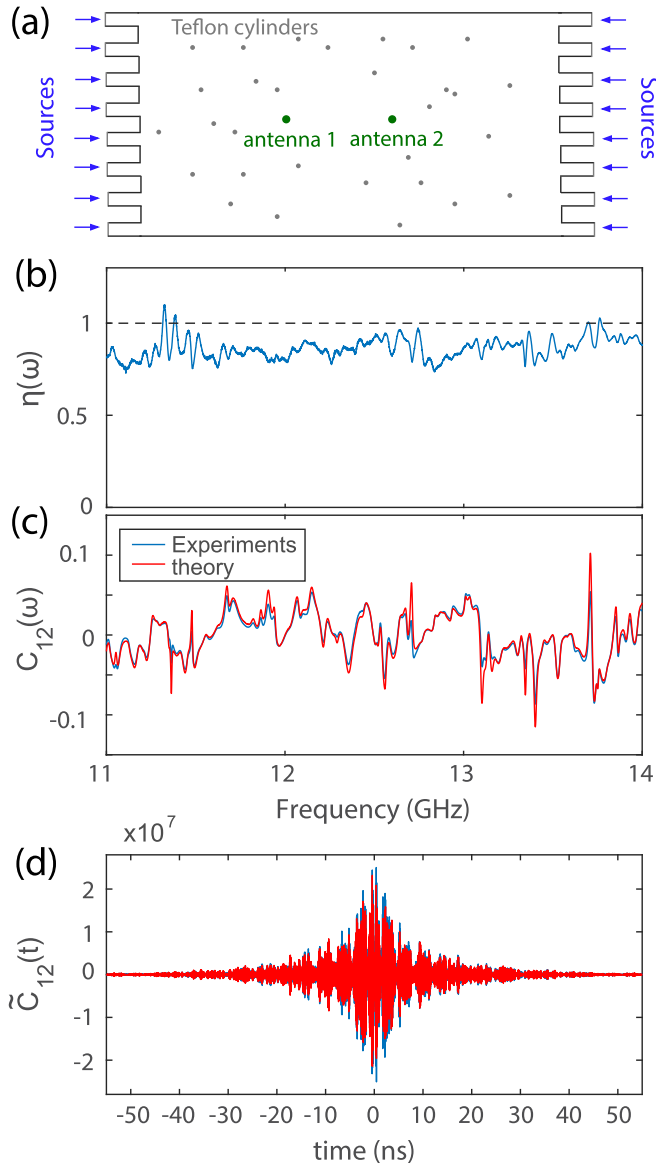 (a)
Teflon cylinders
Sources
antenna 1
antenna 2
Sources
(b)
η(ω)
1
0.5
0
(c)
Experiments
theory
C₁₂(ω)
0.1
0
-0.1
11
12
13
14
Frequency (GHz)
x10⁷
(d)
C̃₁₂(t)
2
1
0
-1
-2
-50 -40 -30 -20 -10 0 10 20 30 40 50
time (ns)